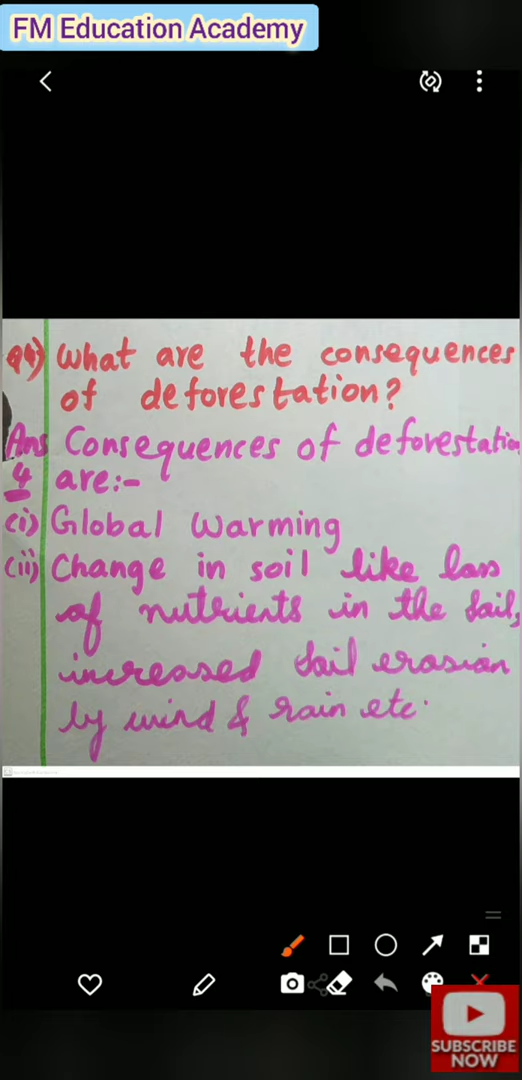 FM Education Academy
Q4) What are the consequences
of deforestation?
Ans Consequences of deforestation
4 are:-
(i) Global Warming
(ii) Change in soil like loss
of nutrients in the soil,
increased soil erosion
by wind & rain etc.
SUBSCRIBE
NOW